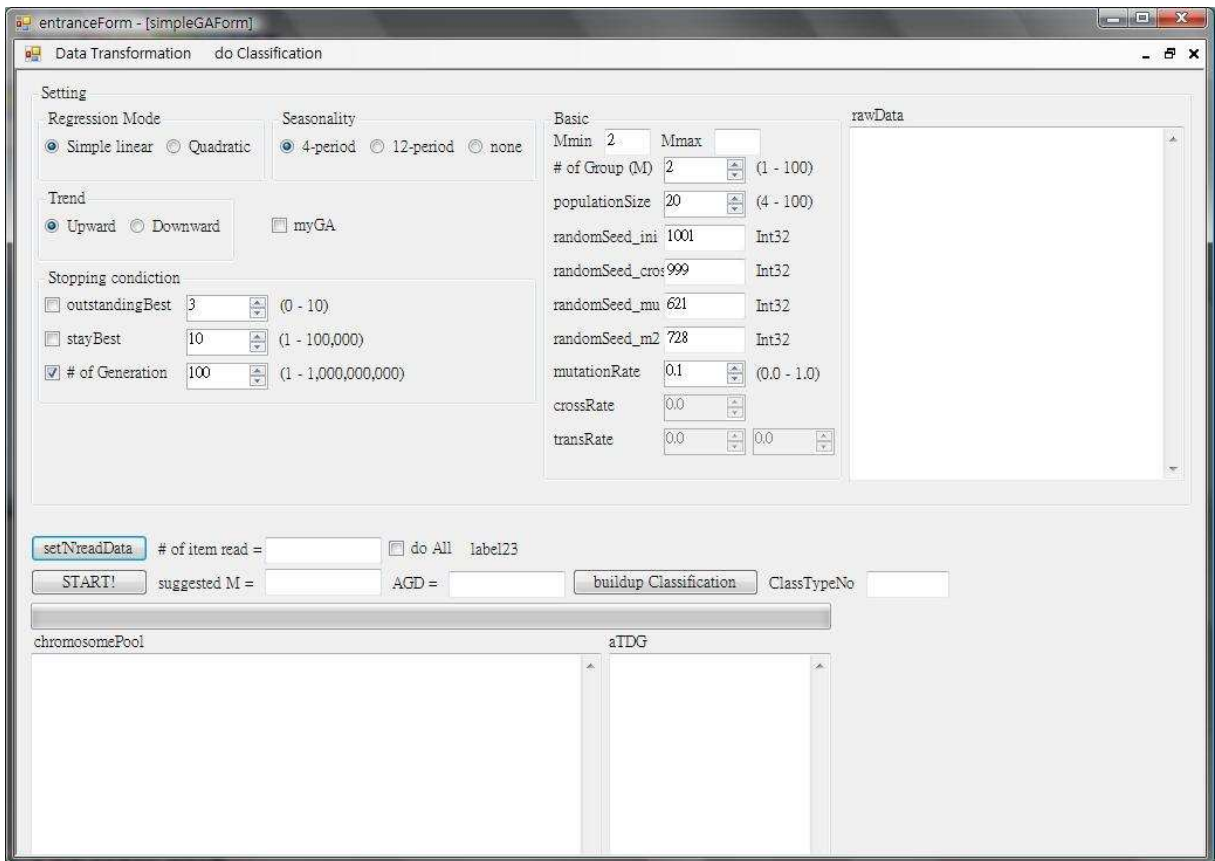 entranceForm - [simpleGAForm]
Data Transformation do Classification
Setting
Regression Mode
Simple linear Quadratic
Seasonality
4-period 12-period none
Trend
Upward Downward
myGA
Stopping condiction
outstandingBest 3 (0 - 10)
stayBest 10 (1 - 100,000)
# of Generation 100 (1 - 1,000,000,000)
Basic
Mmin 2 Mmax
# of Group (M) 2 (1 - 100)
populationSize 20 (4 - 100)
randomSeed_ini 1001 Int32
randomSeed_cros 999 Int32
randomSeed_mu 621 Int32
randomSeed_m2 728 Int32
mutationRate 0.1 (0.0 - 1.0)
crossRate 0.0
transRate 0.0 0.0
rawData
setNreadData # of item read = do All label23
START! suggested M = AGD = buildup Classification ClassTypeNo
chromosomePool aTDG